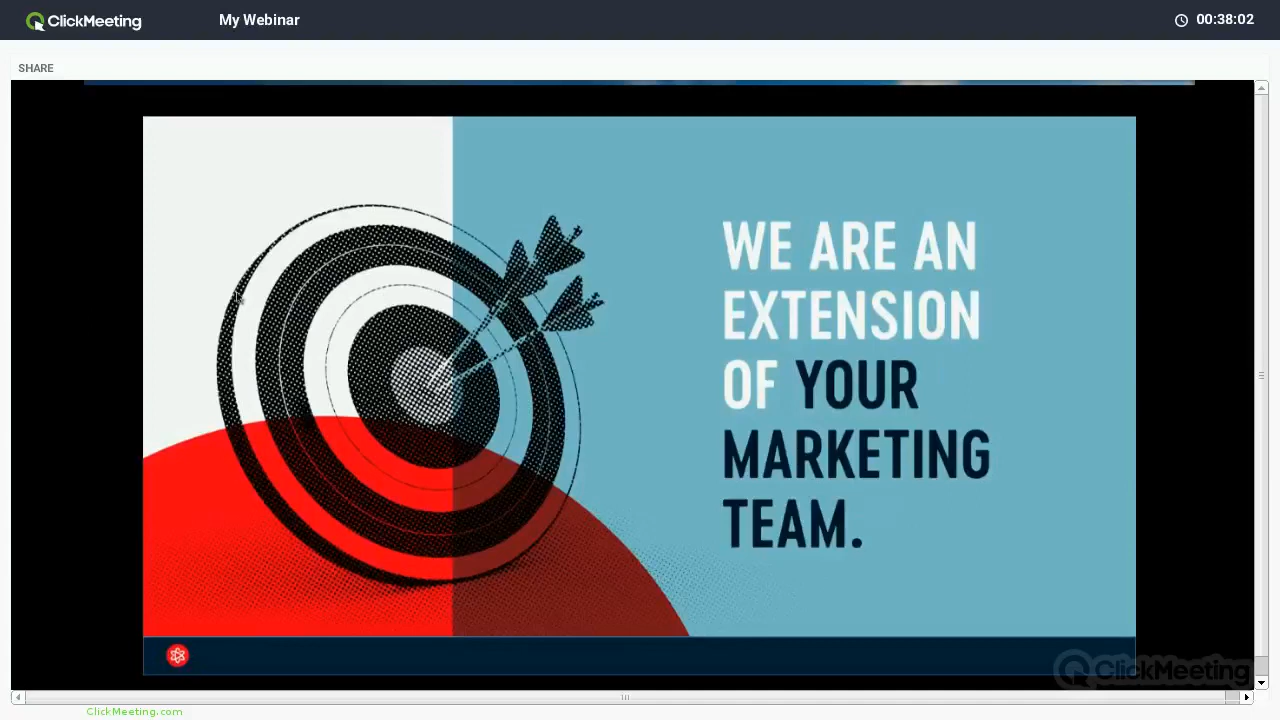 ClickMeeting
My Webinar
00:38:02
SHARE
WE ARE AN
EXTENSION
OF YOUR
MARKETING
TEAM.
ClickMeeting
ClickMeeting.com